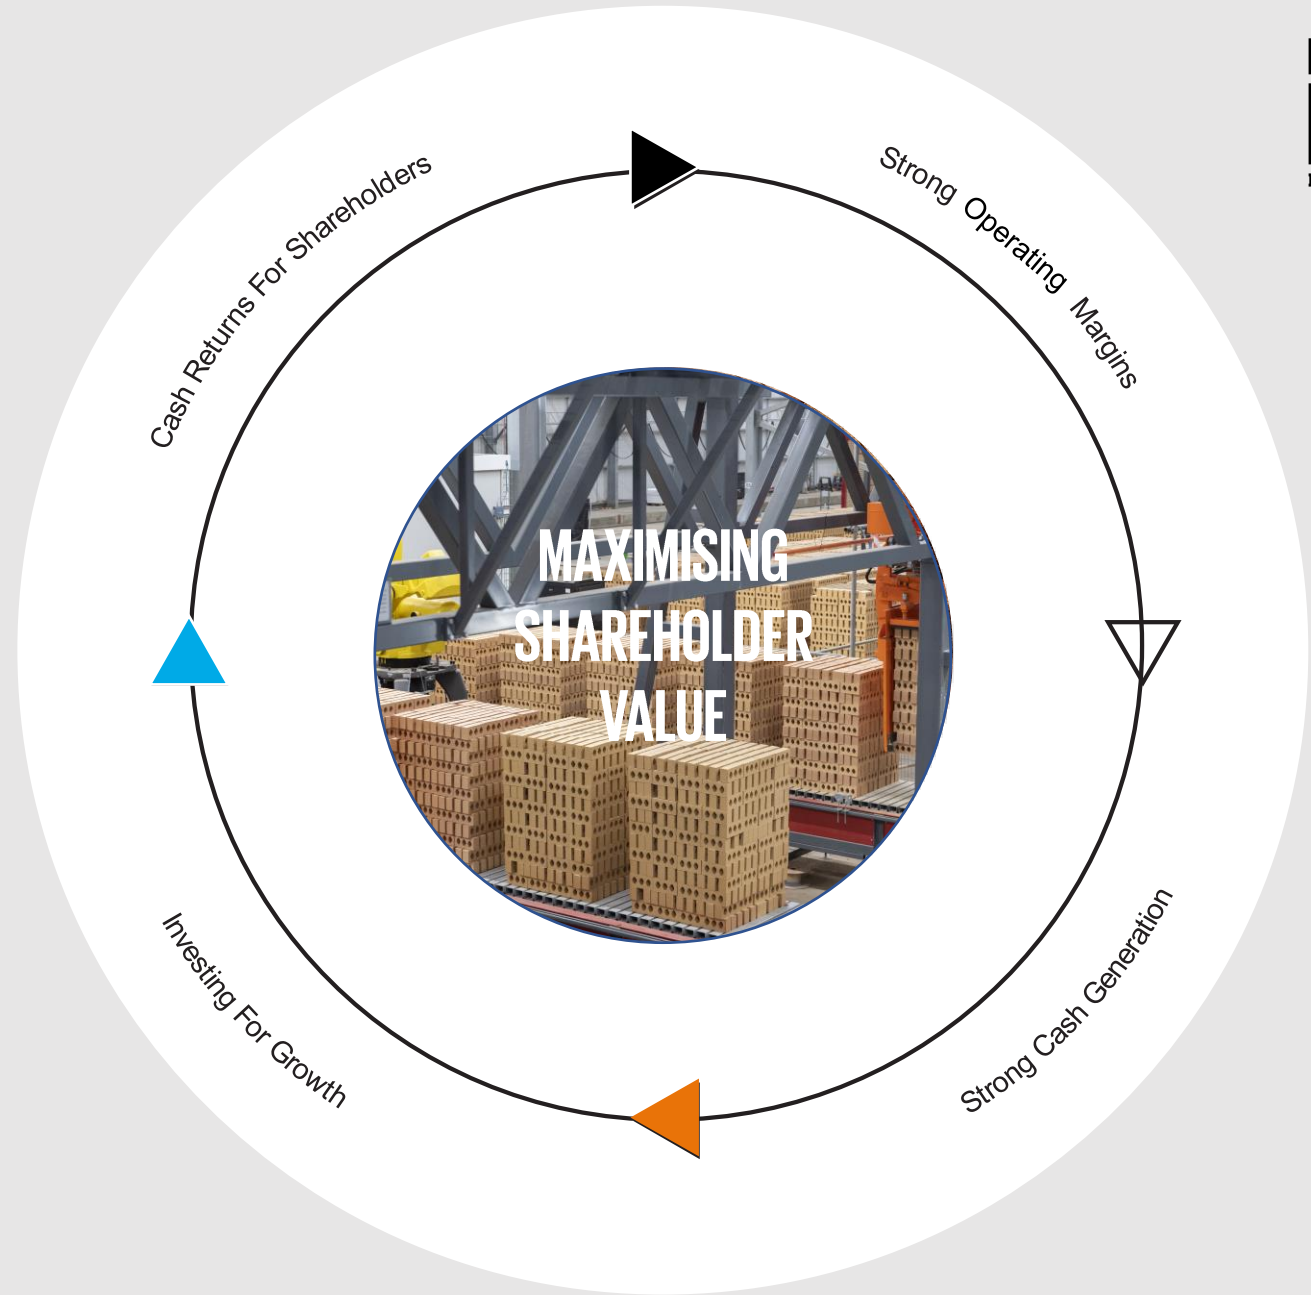 Cash Returns For Shareholders
Strong Operating Margins
MAXIMISING
SHAREHOLDER
VALUE
Investing For Growth
Strong Cash Generation